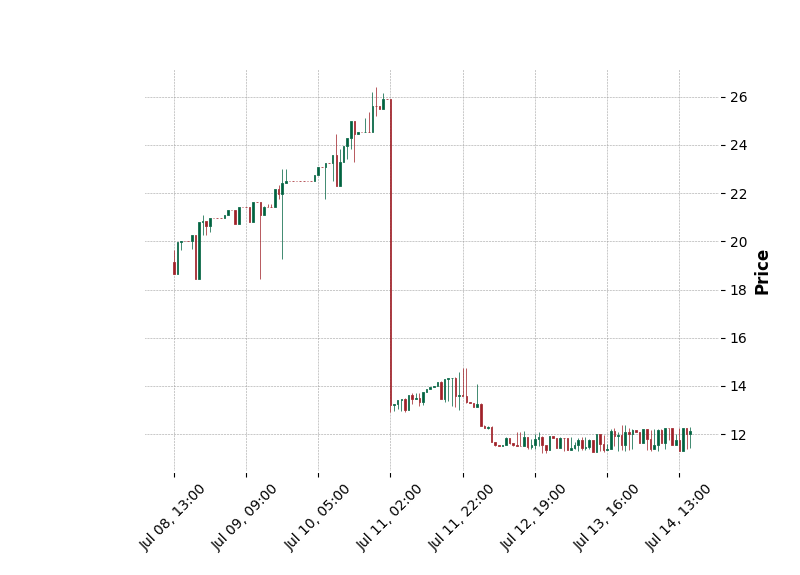 26
24
22
20
18
16
14
12
Price
Jul 08, 13:00
Jul 09, 09:00
Jul 10, 05:00
Jul 11, 02:00
Jul 11, 22:00
Jul 12, 19:00
Jul 13, 16:00
Jul 14, 13:00